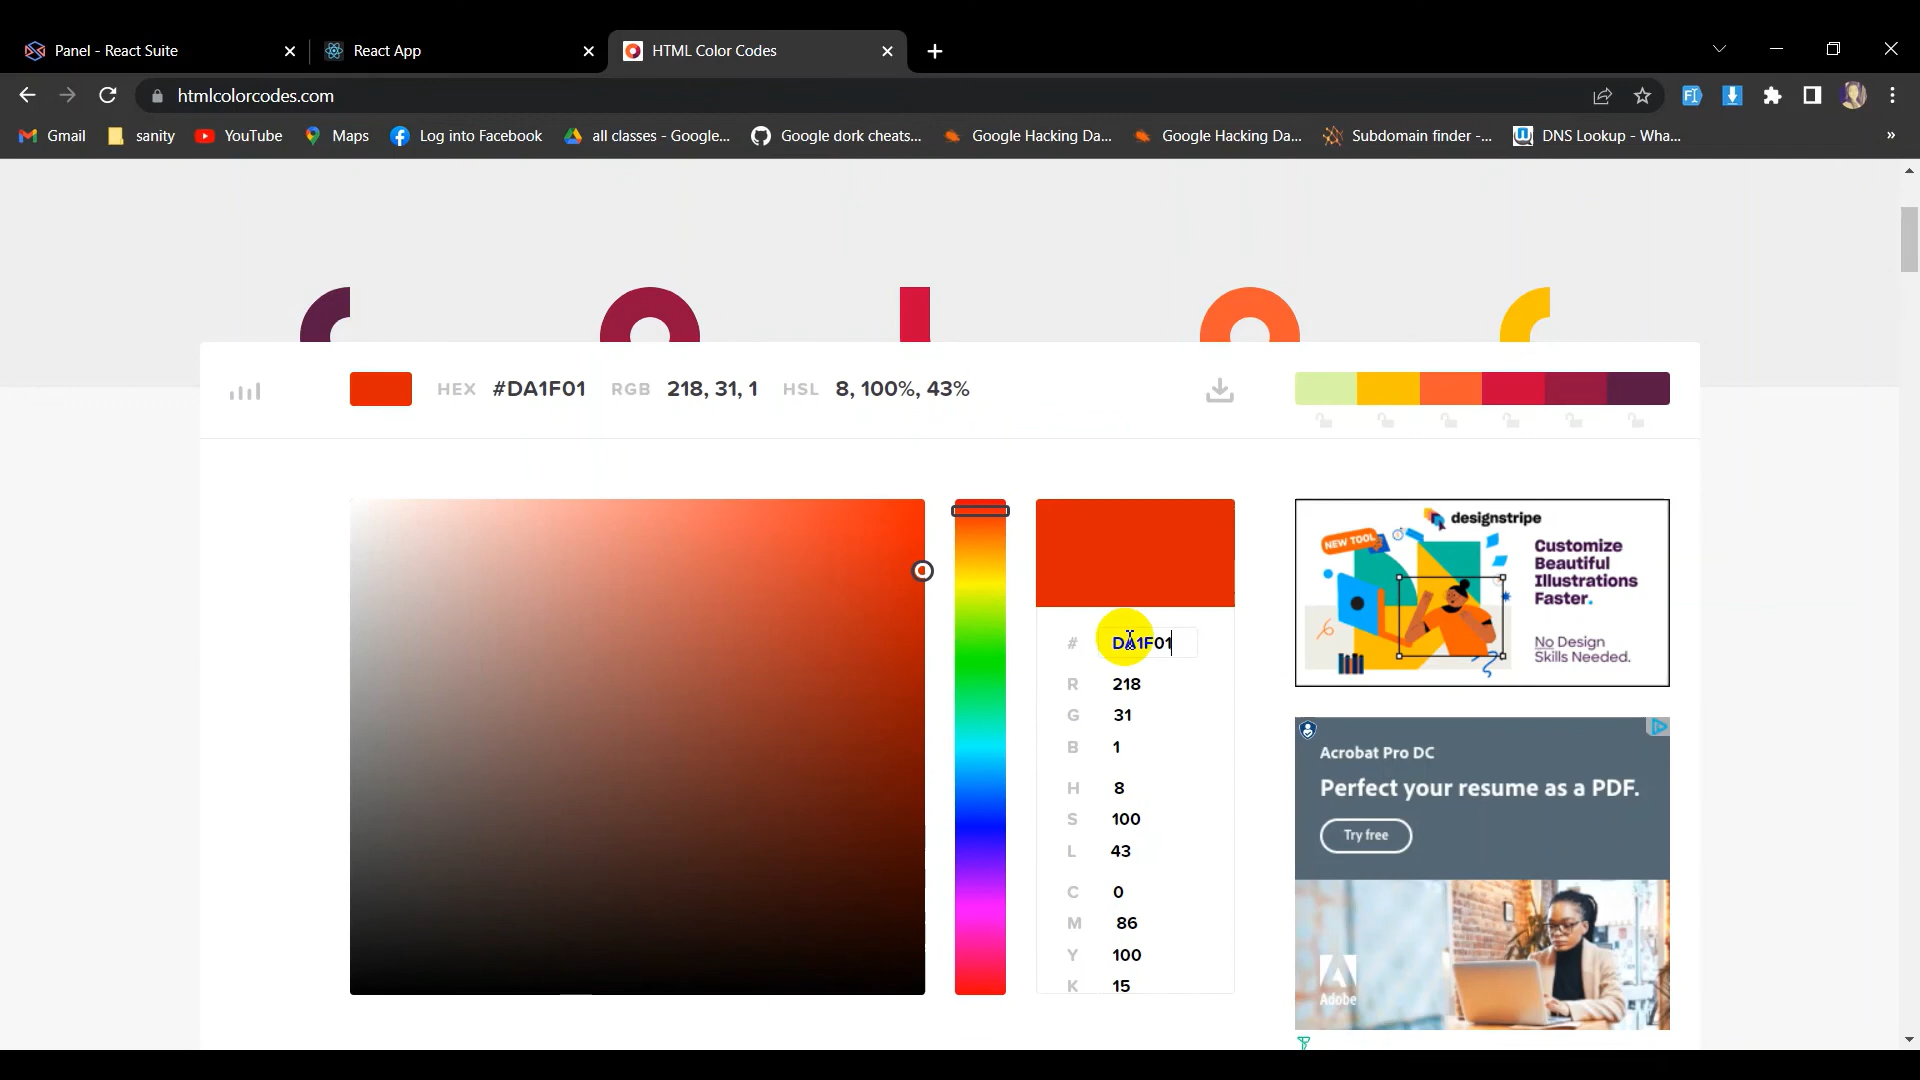 Panel - React Suite
React App
HTML Color Codes
htmlcolorcodes.com
Gmail
sanity
YouTube
Maps
Log into Facebook
all classes - Google...
Google dork cheats...
Google Hacking Da...
Google Hacking Da...
Subdomain finder -...
DNS Lookup - Wha...
»
HEX #DA1F01 RGB 218, 31, 1 HSL 8, 100%, 43%
# DA1F01
R 218
G 31
B 1
H 8
S 100
L 43
C 0
M 86
Y 100
K 15
designstripe
NEW TOOL
Customize
Beautiful
Illustrations
Faster.
No Design
Skills Needed.
Acrobat Pro DC
Perfect your resume as a PDF.
Try free
Adobe